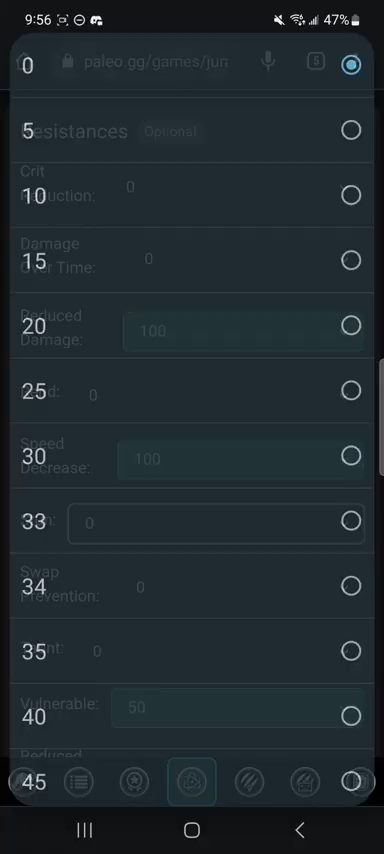 9:56 47%
paleo.gg/games/jur 5
0
Resistances Optional
5
Crit
Reduction: 0
10
Damage
Over Time: 0
15
Reduced
Damage: 100
20
0
25
Speed
Decrease: 100
30
0
33
Swap
Prevention: 0
34
0
35
Vulnerable: 50
40
Reduced
45